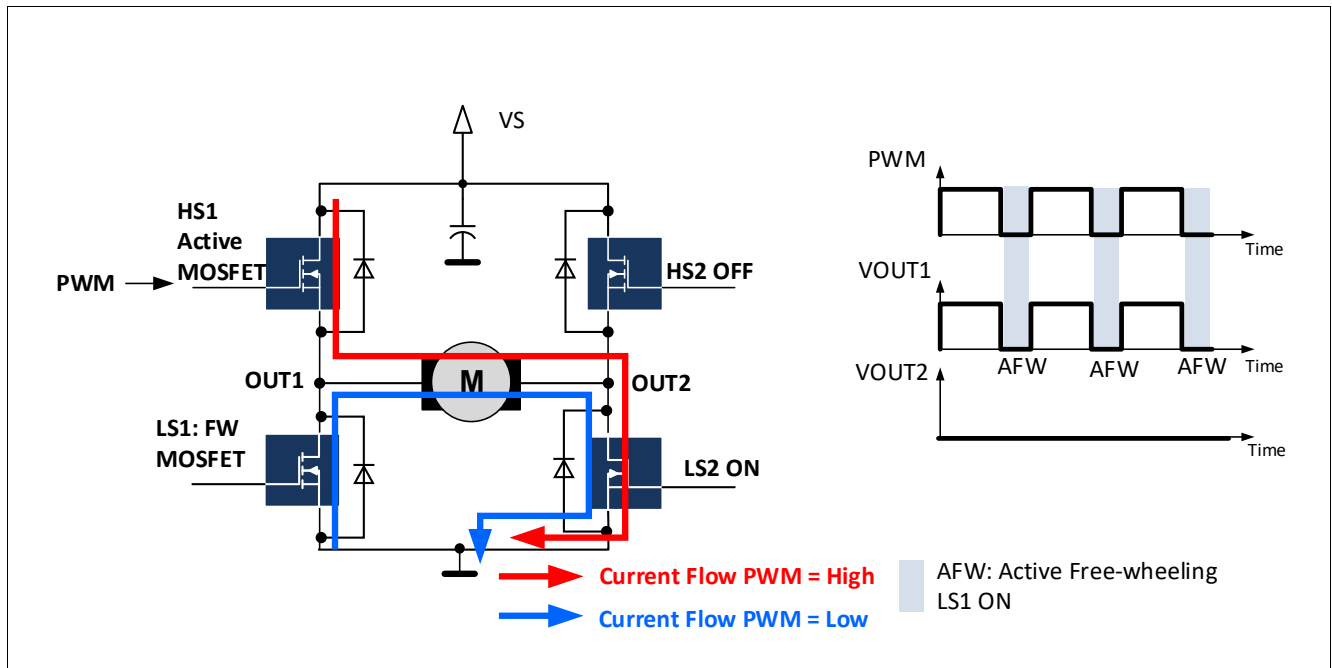 VS
HS1
Active
MOSFET
PWM
HS2 OFF
OUT1
M
OUT2
LS1: FW
MOSFET
LS2 ON
Current Flow PWM = High
Current Flow PWM = Low
PWM
Time
VOUT1
AFW
AFW
AFW
Time
VOUT2
Time
AFW: Active Free-wheeling
LS1 ON